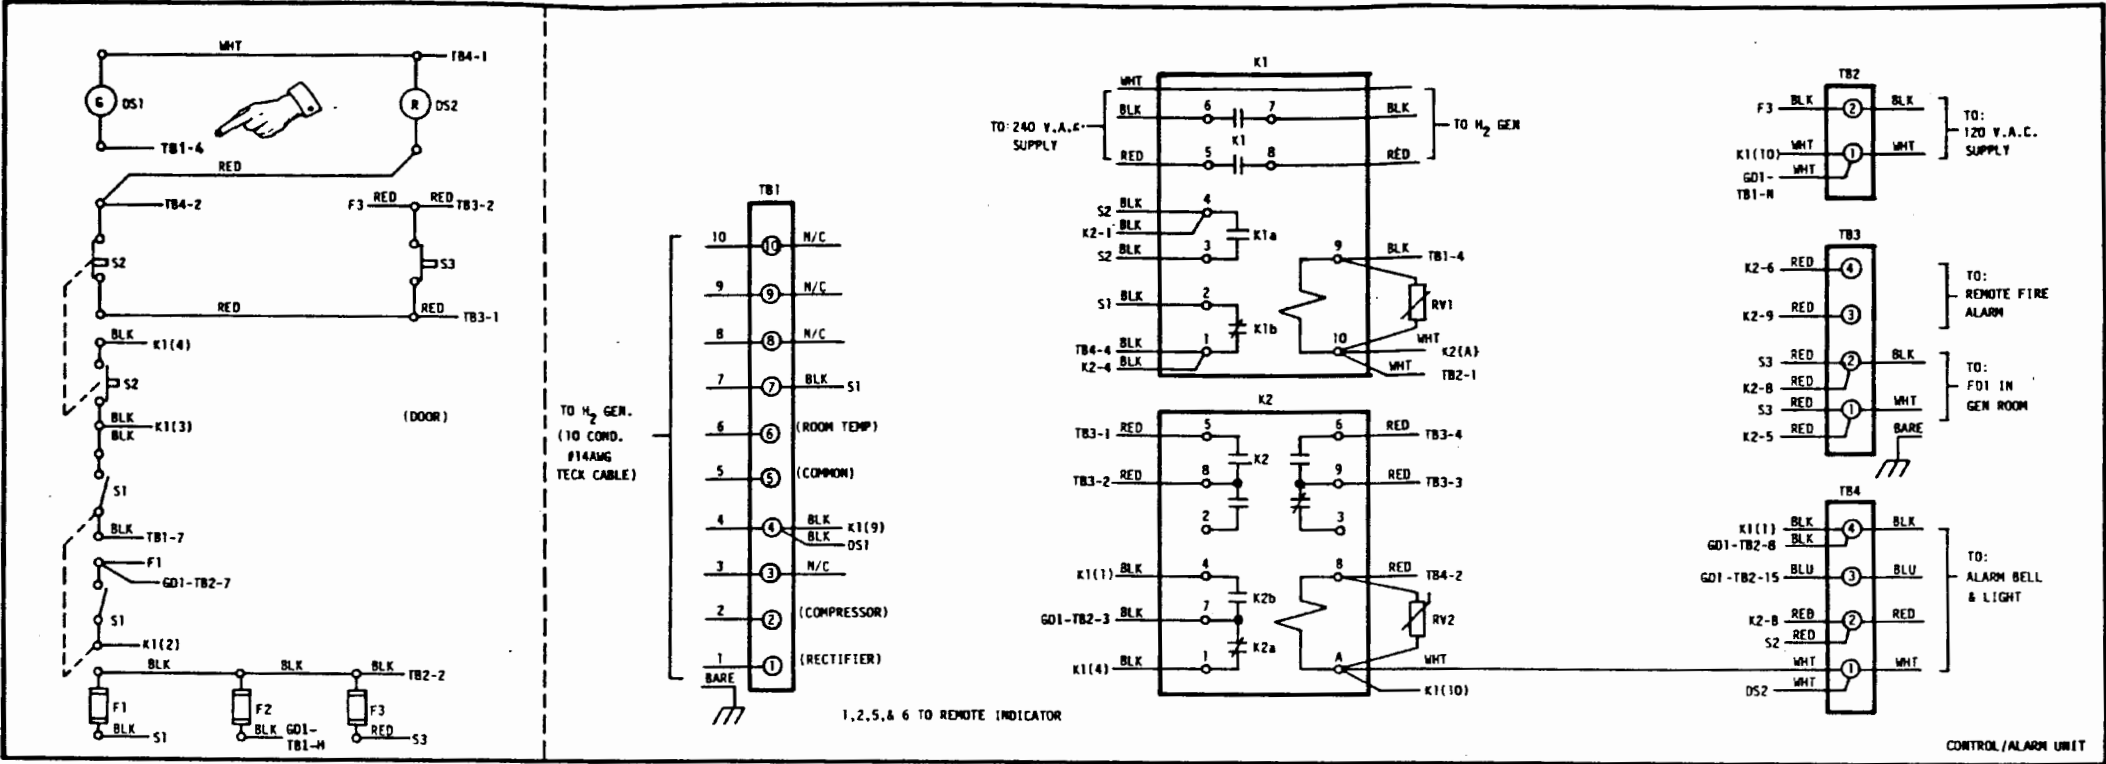 WHT
TB4-1
G
DS1
R
DS2
TB1-4
RED
TB4-2
F3 RED RED TB3-2
S2
S3
RED
RED TB3-1
BLK K1(4)
S2
BLK K1(3)
BLK
(DOOR)
S1
BLK TB1-7
F1
GD1-TB2-7
S1
K1(2)
BLK BLK BLK TB2-2
F1
F2
F3
BLK S1
BLK GD1-
TB1-H
RED S3
TO H2 GEN.
(10 COND.
#14AWG
TECK CABLE)
TB1
10 10 N/C
9 9 N/C
8 8 N/C
7 7 BLK S1
6 6 (ROOM TEMP)
5 5 (COMMON)
4 4 BLK K1(9)
BLK DS1
3 3 N/C
2 2 (COMPRESSOR)
1 1 (RECTIFIER)
BARE
1,2,5,& 6 TO REMOTE INDICATOR
K1
WHT
BLK 6 7 BLK
TO:240 V.A.C.
SUPPLY
K1
TO H2 GEN
RED 5 8 RED
S2 BLK 4
K2-1 BLK
K1a
S2 BLK 3
9 BLK TB1-4
S1 BLK 2
RV1
K1b
TB4-4 BLK 1
K2-4 BLK
10 WHT K2(A)
WHT TB2-1
K2
TB3-1 RED 5
6 RED TB3-4
K2
TB3-2 RED 8
9 RED TB3-3
2
3
K1(1) BLK 4
8 RED TB4-2
K2b
GD1-TB2-3 BLK 7
RV2
K2a
K1(4) BLK 1
A WHT
K1(10)
TB2
F3 BLK 2 BLK
TO:
120 V.A.C.
SUPPLY
K1(10) WHT 1 WHT
GD1- WHT
TB1-N
TB3
K2-6 RED 4
TO:
REMOTE FIRE
ALARM
K2-9 RED 3
S3 RED 2 BLK
K2-8 RED
TO:
FD1 IN
GEN ROOM
S3 RED 1 WHT
K2-5 RED
BARE
TB4
K1(1) BLK 4 BLK
GD1-TB2-8 BLK
GD1-TB2-15 BLU 3 BLU
TO:
ALARM BELL
& LIGHT
K2-8 RED 2 RED
S2 RED
WHT 1 WHT
DS2 WHT
CONTROL/ALARM UNIT